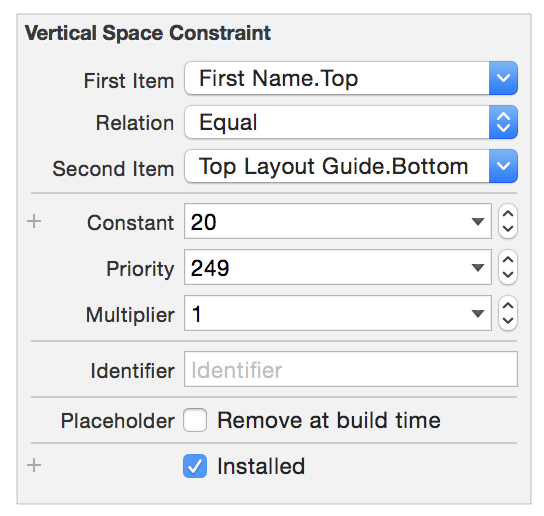 Vertical Space Constraint
First Item First Name.Top
Relation Equal
Second Item Top Layout Guide.Bottom
Constant 20
Priority 249
Multiplier 1
Identifier Identifier
Placeholder Remove at build time
Installed